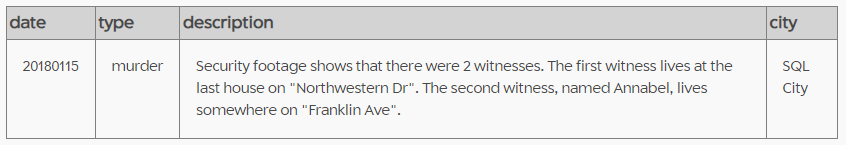 date type description city
20180115 murder Security footage shows that there were 2 witnesses. The first witness lives at the SQL
last house on "Northwestern Dr". The second witness, named Annabel, lives City
somewhere on "Franklin Ave".